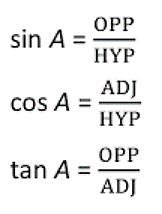 sin A = OPP/HYP
cos A = ADJ/HYP
tan A = OPP/ADJ